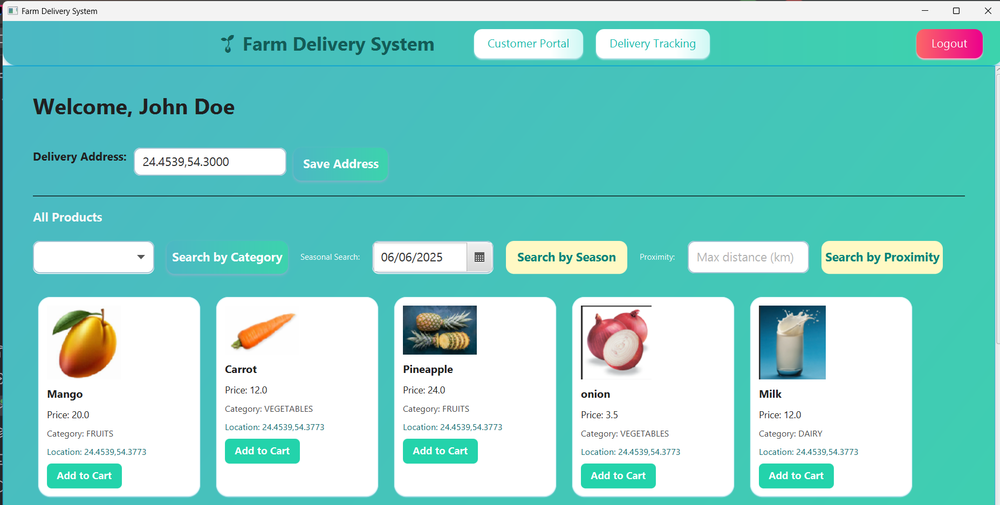 Farm Delivery System
Farm Delivery System
Customer Portal
Delivery Tracking
Logout
Welcome, John Doe
Delivery Address:
24.4539,54.3000
Save Address
All Products
Search by Category
Seasonal Search:
06/06/2025
Search by Season
Proximity:
Max distance (km)
Search by Proximity
Mango
Price: 20.0
Category: FRUITS
Location: 24.4539,54.3773
Add to Cart
Carrot
Price: 12.0
Category: VEGETABLES
Location: 24.4539,54.3773
Add to Cart
Pineapple
Price: 24.0
Category: FRUITS
Location: 24.4539,54.3773
Add to Cart
onion
Price: 3.5
Category: VEGETABLES
Location: 24.4539,54.3773
Add to Cart
Milk
Price: 12.0
Category: DAIRY
Location: 24.4539,54.3773
Add to Cart